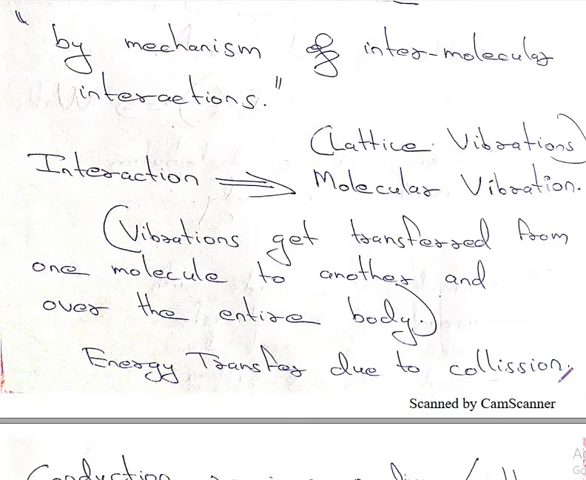 "by mechanism of inter-molecular
interactions."
(Lattice Vibrations)
Interaction ⟹ Molecular Vibration.
(Vibrations get transferred from
one molecule to another and
over the entire body.)
Energy Transfer due to collission.
Scanned by CamScanner
Conduction